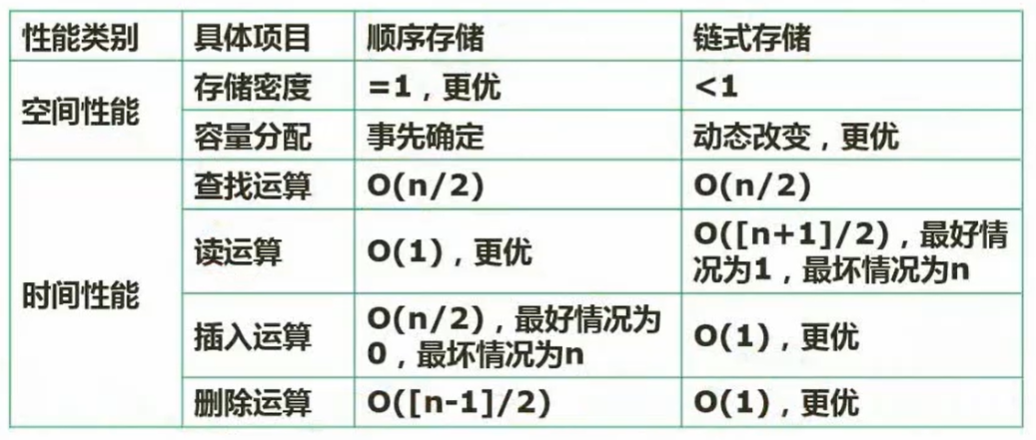 性能类别 具体项目 顺序存储 链式存储
空间性能 存储密度 =1，更优 <1
容量分配 事先确定 动态改变，更优
时间性能 查找运算 O(n/2) O(n/2)
读运算 O(1)，更优 O([n+1]/2)，最好情
况为1，最坏情况为n
插入运算 O(n/2)，最好情况为
0，最坏情况为n O(1)，更优
删除运算 O([n-1]/2) O(1)，更优